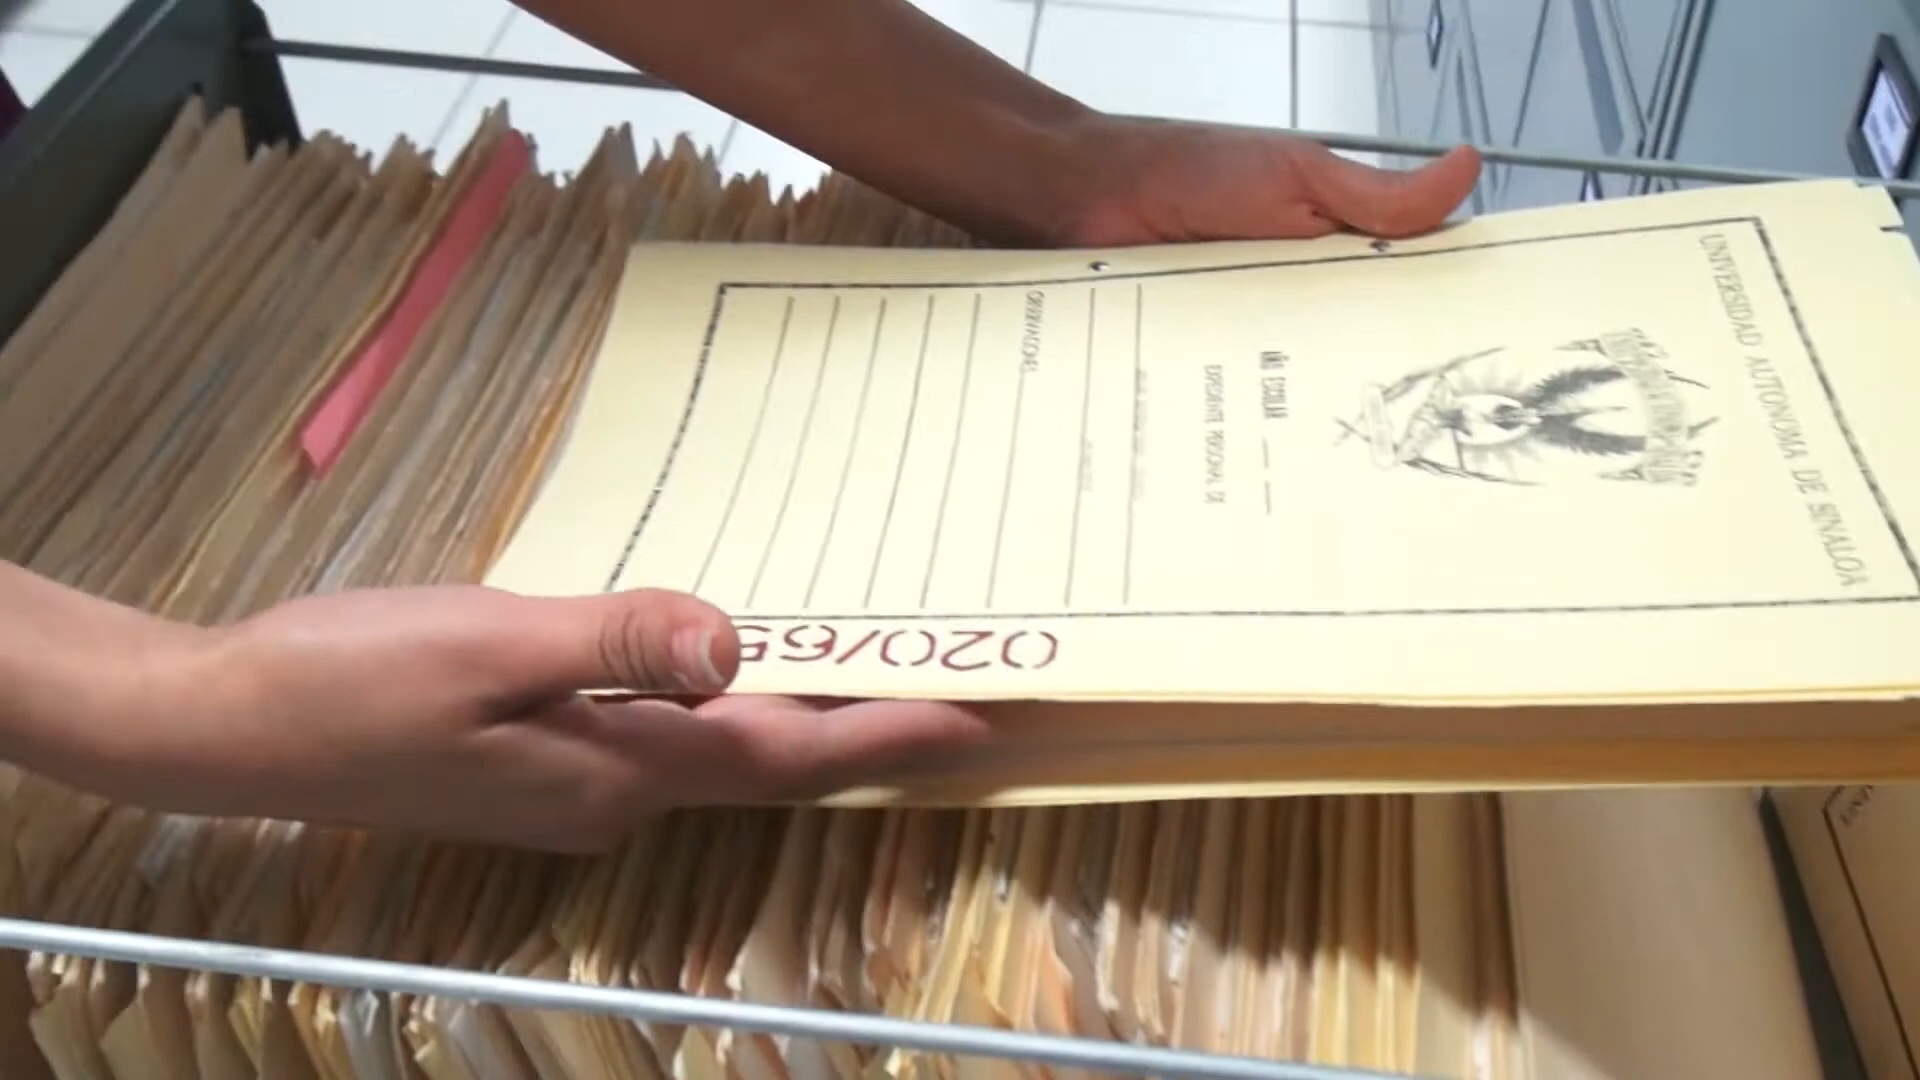 UNIVERSIDAD AUTONOMA DE SINALOA
AÑO ESCOLAR
EXPEDIENTE PERSONAL DE
OBSERVACIONES
020/65